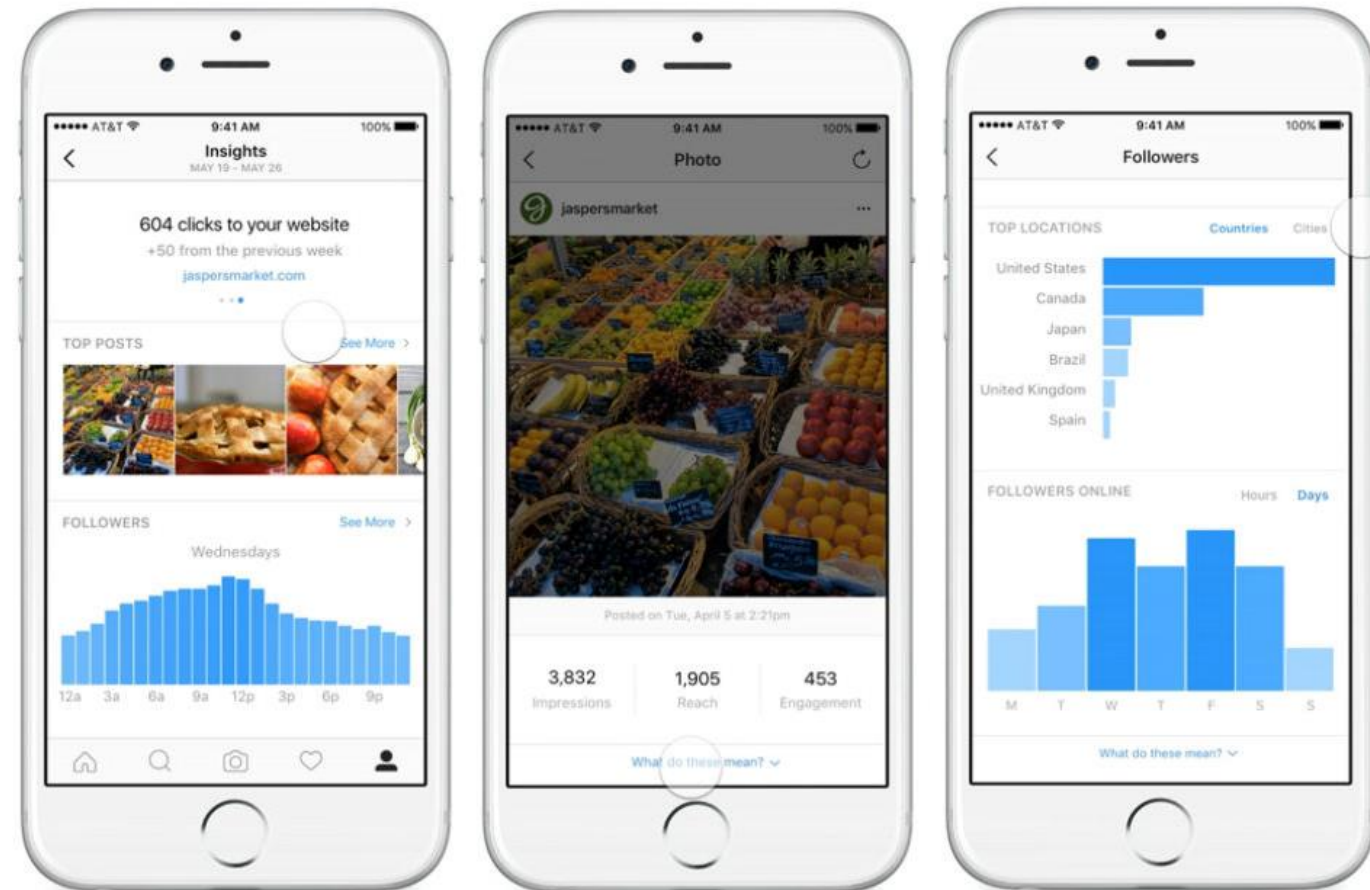 ●●●●● AT&T 9:41 AM 100%
Insights
MAY 19 - MAY 26
604 clicks to your website
+50 from the previous week
jaspersmarket.com
TOP POSTS See More >
FOLLOWERS See More >
Wednesdays
12a 3a 6a 9a 12p 3p 6p 9p
●●●●● AT&T 9:41 AM 100%
Photo
jaspersmarket
Posted on Tue, April 5 at 2:21pm
3,832 1,905 453
Impressions Reach Engagement
What do these mean?
●●●●● AT&T 9:41 AM 100%
Followers
TOP LOCATIONS Countries Cities
United States
Canada
Japan
Brazil
United Kingdom
Spain
FOLLOWERS ONLINE Hours Days
M T W T F S S
What do these mean?